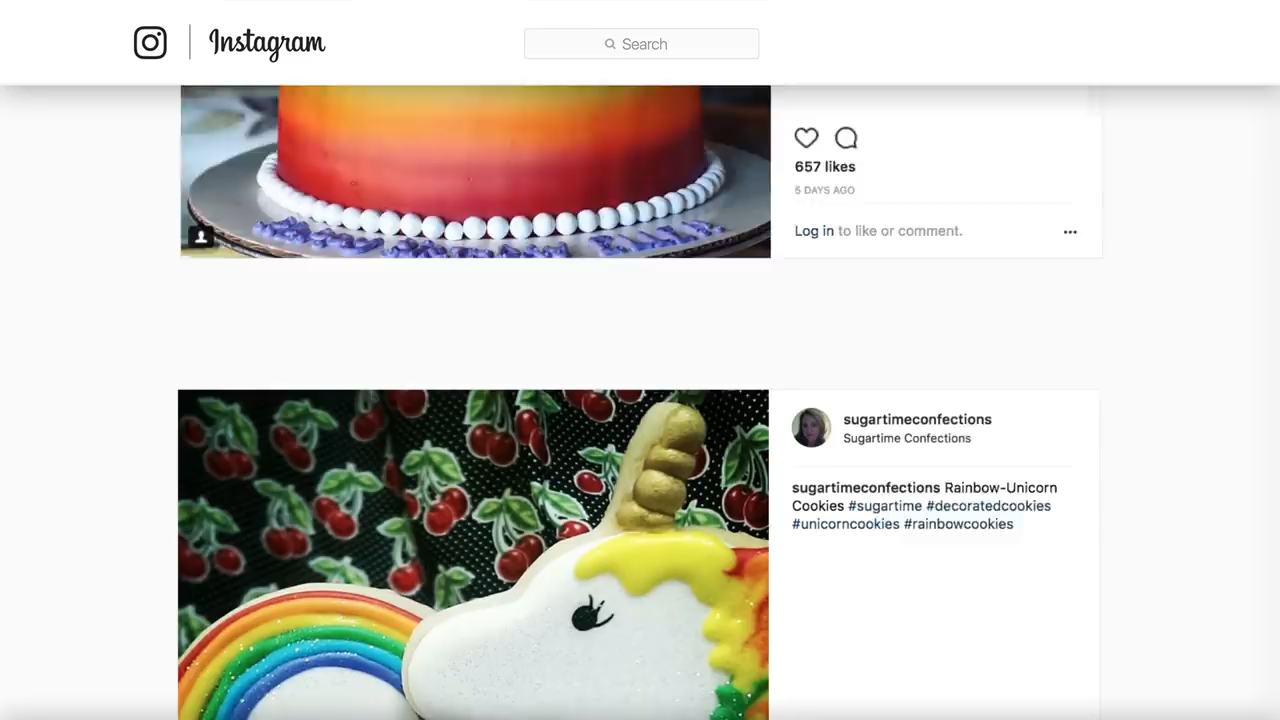 Instagram
Search
657 likes
5 DAYS AGO
Log in to like or comment.
sugartimeconfections
Sugartime Confections
sugartimeconfections Rainbow-Unicorn
Cookies #sugartime #decoratedcookies
#unicorncookies #rainbowcookies